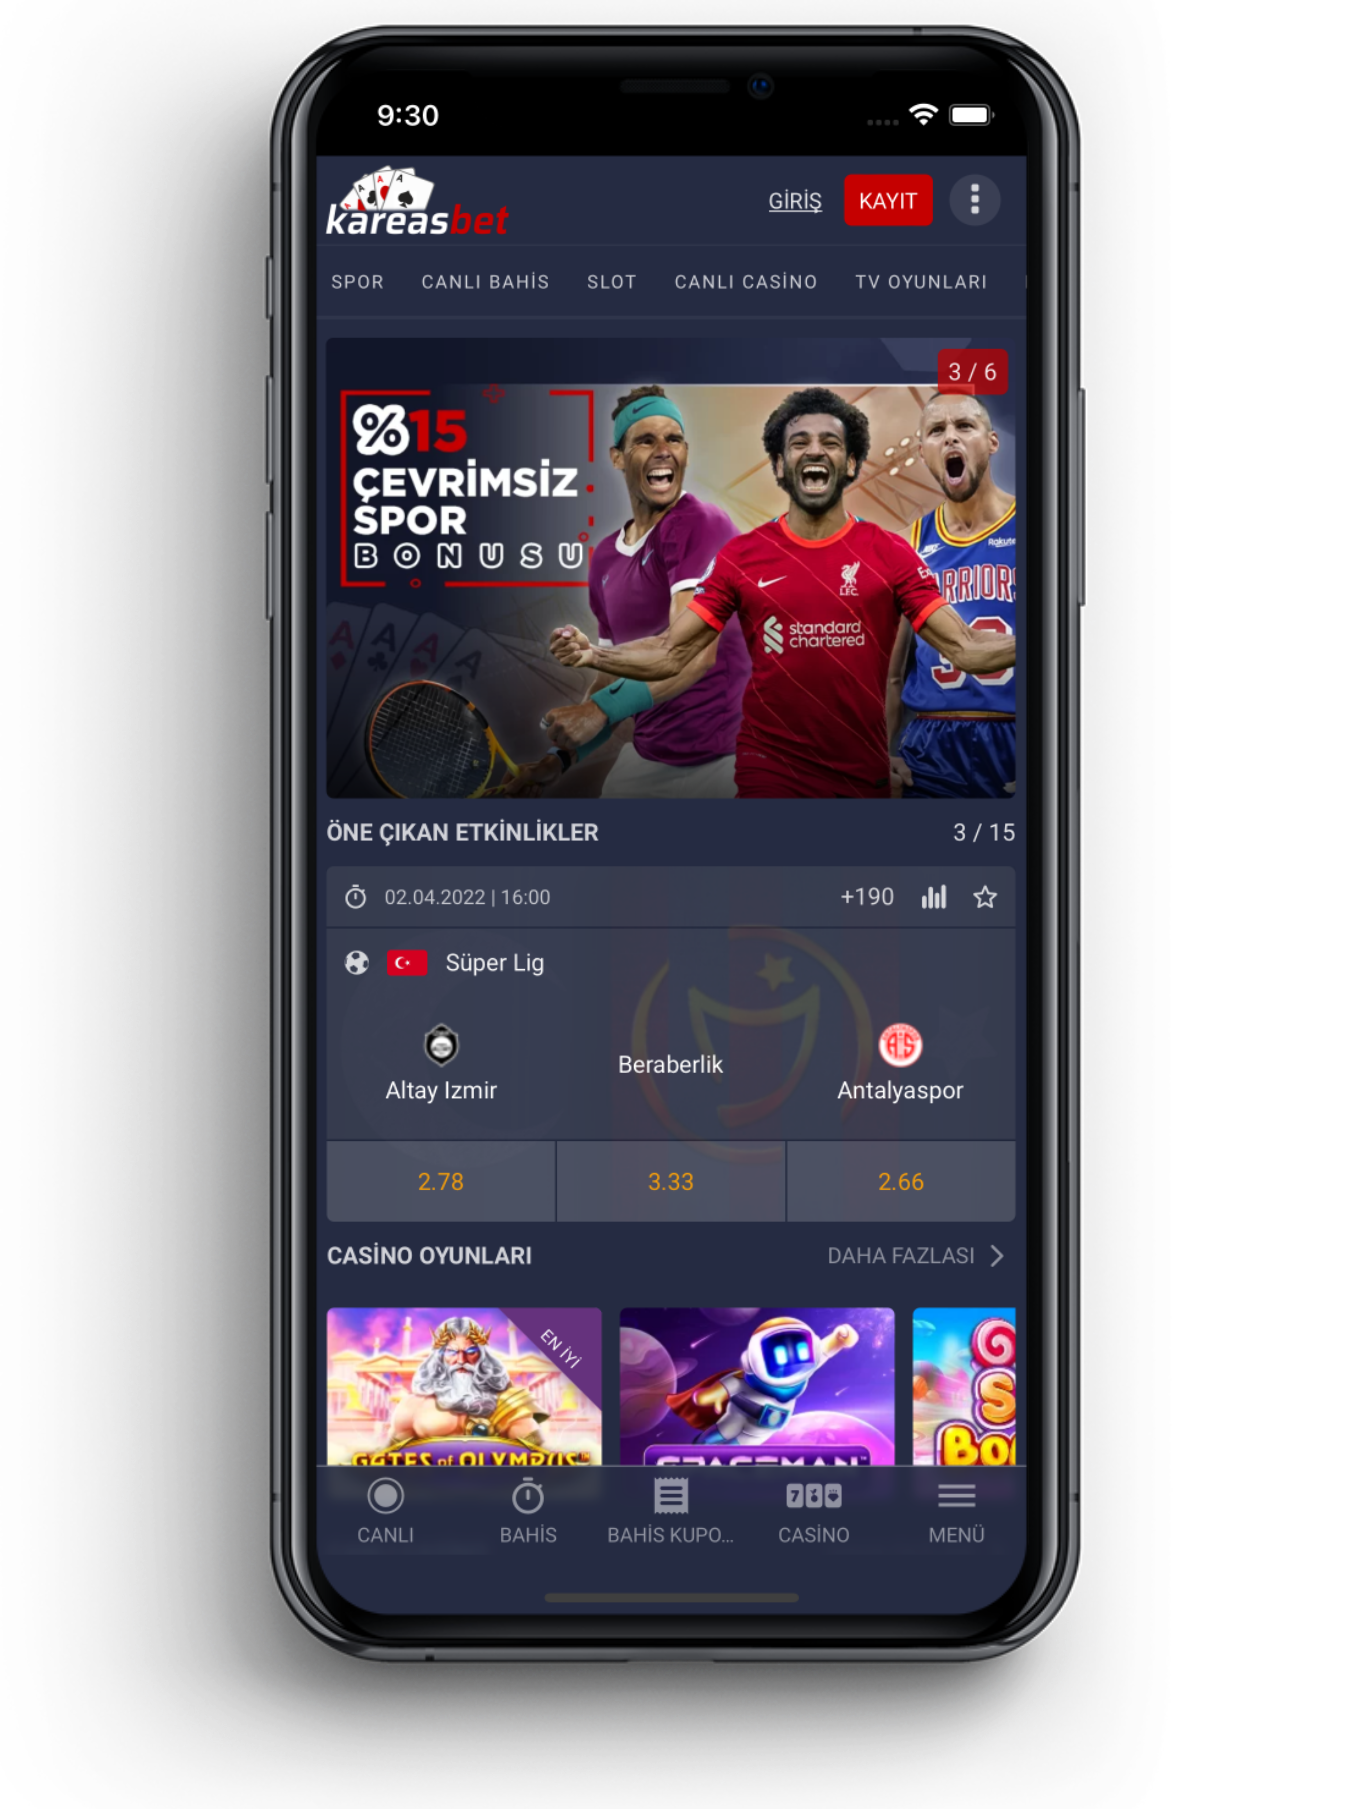 9:30
kareasbet
GİRİŞ
KAYIT
SPOR CANLI BAHİS SLOT CANLI CASİNO TV OYUNLARI
3 / 6
%15
ÇEVRİMSİZ
SPOR
BONUSU
Rakute
standard
chartered
L.F.C.
ÖNE ÇIKAN ETKİNLİKLER 3 / 15
02.04.2022 | 16:00 +190
Süper Lig
Altay Izmir
Beraberlik
Antalyaspor
2.78 3.33 2.66
CASİNO OYUNLARI DAHA FAZLASI
EN İYİ
GATES of OLYMPUS™
SPACEMAN™
CANLI BAHİS BAHİS KUPO... CASİNO MENÜ